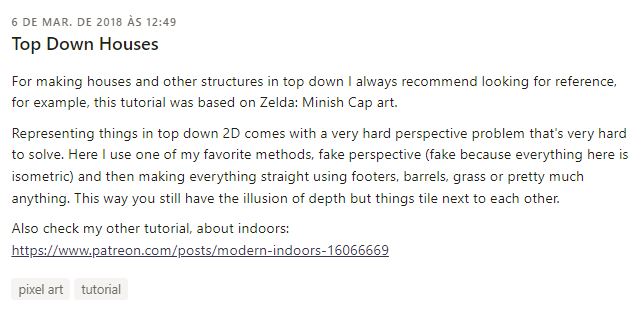 6 DE MAR. DE 2018 ÀS 12:49
Top Down Houses
For making houses and other structures in top down I always recommend looking for reference,
for example, this tutorial was based on Zelda: Minish Cap art.
Representing things in top down 2D comes with a very hard perspective problem that's very hard
to solve. Here I use one of my favorite methods, fake perspective (fake because everything here is
isometric) and then making everything straight using footers, barrels, grass or pretty much
anything. This way you still have the illusion of depth but things tile next to each other.
Also check my other tutorial, about indoors:
https://www.patreon.com/posts/modern-indoors-16066669
pixel art tutorial